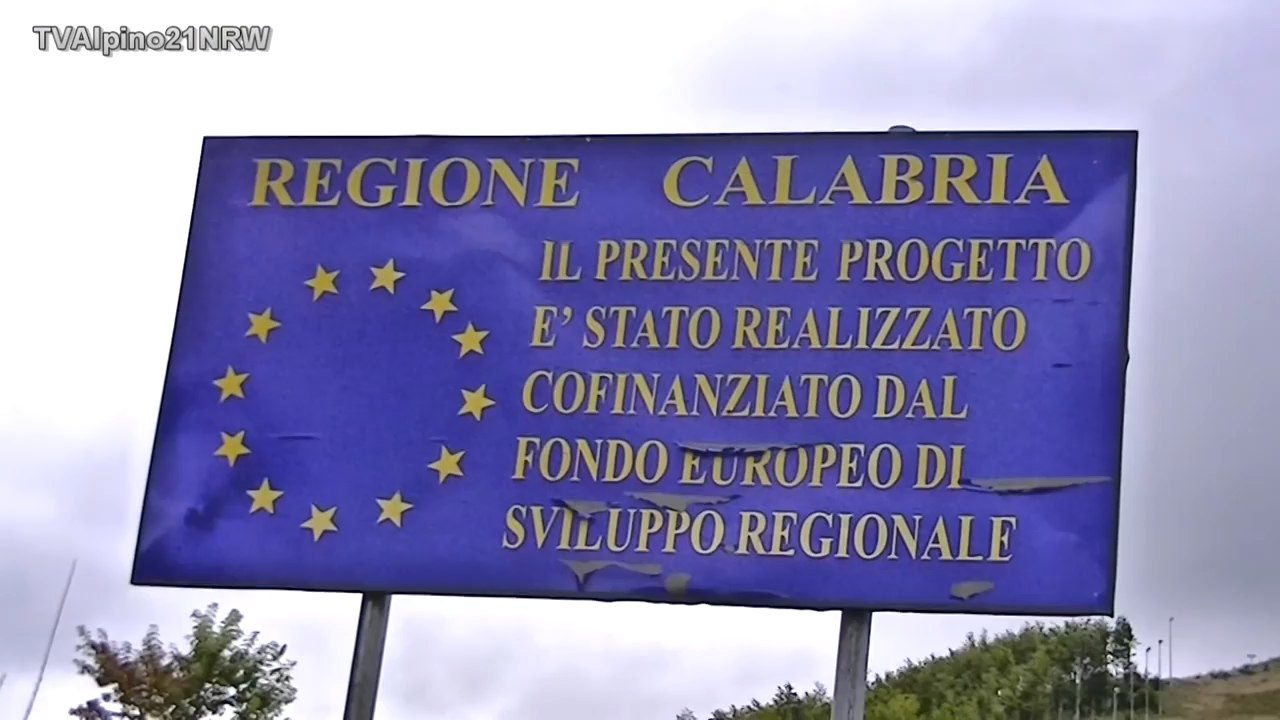 TVAlpino21NRW
REGIONE CALABRIA
IL PRESENTE PROGETTO
E' STATO REALIZZATO
COFINANZIATO DAL
FONDO EUROPEO DI
SVILUPPO REGIONALE